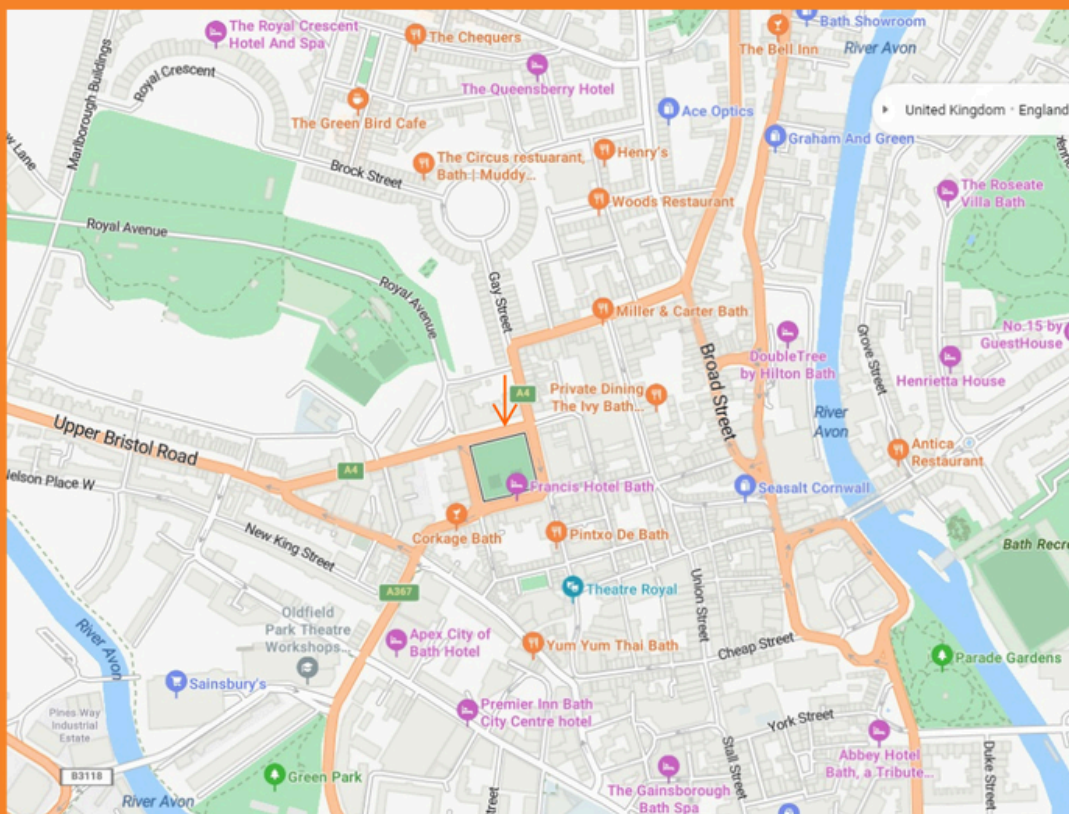 The Royal Crescent
Hotel And Spa
The Chequers
The Bell Inn
Bath Showroom
River Avon
Marlborough Buildings
Royal Crescent
The Queensberry Hotel
Ace Optics
United Kingdom · England
The Green Bird Cafe
Graham And Green
Henry's
The Circus restuarant,
Bath | Muddy...
Brock Street
Woods Restaurant
The Roseate
Villa Bath
Royal Avenue
Royal Avenue
Gay Street
Miller & Carter Bath
Broad Street
DoubleTree
by Hilton Bath
Grove Street
No.15 by
GuestHouse
Henrietta House
A4
Private Dining
The Ivy Bath...
River
Avon
Upper Bristol Road
A4
Antica
Restaurant
Nelson Place W
Francis Hotel Bath
Seasalt Cornwall
New King Street
Corkage Bath
Pintxo De Bath
Bath Recre
A367
Theatre Royal
Union Street
Oldfield
Park Theatre
Workshops...
River Avon
Apex City of
Bath Hotel
Yum Yum Thai Bath
Cheap Street
Parade Gardens
Sainsbury's
Pines Way
Industrial
Estate
Premier Inn Bath
City Centre hotel
York Street
Stall Street
Abbey Hotel
Bath, a Tribute...
Duke Street
B3118
Green Park
The Gainsborough
Bath Spa
River Avon